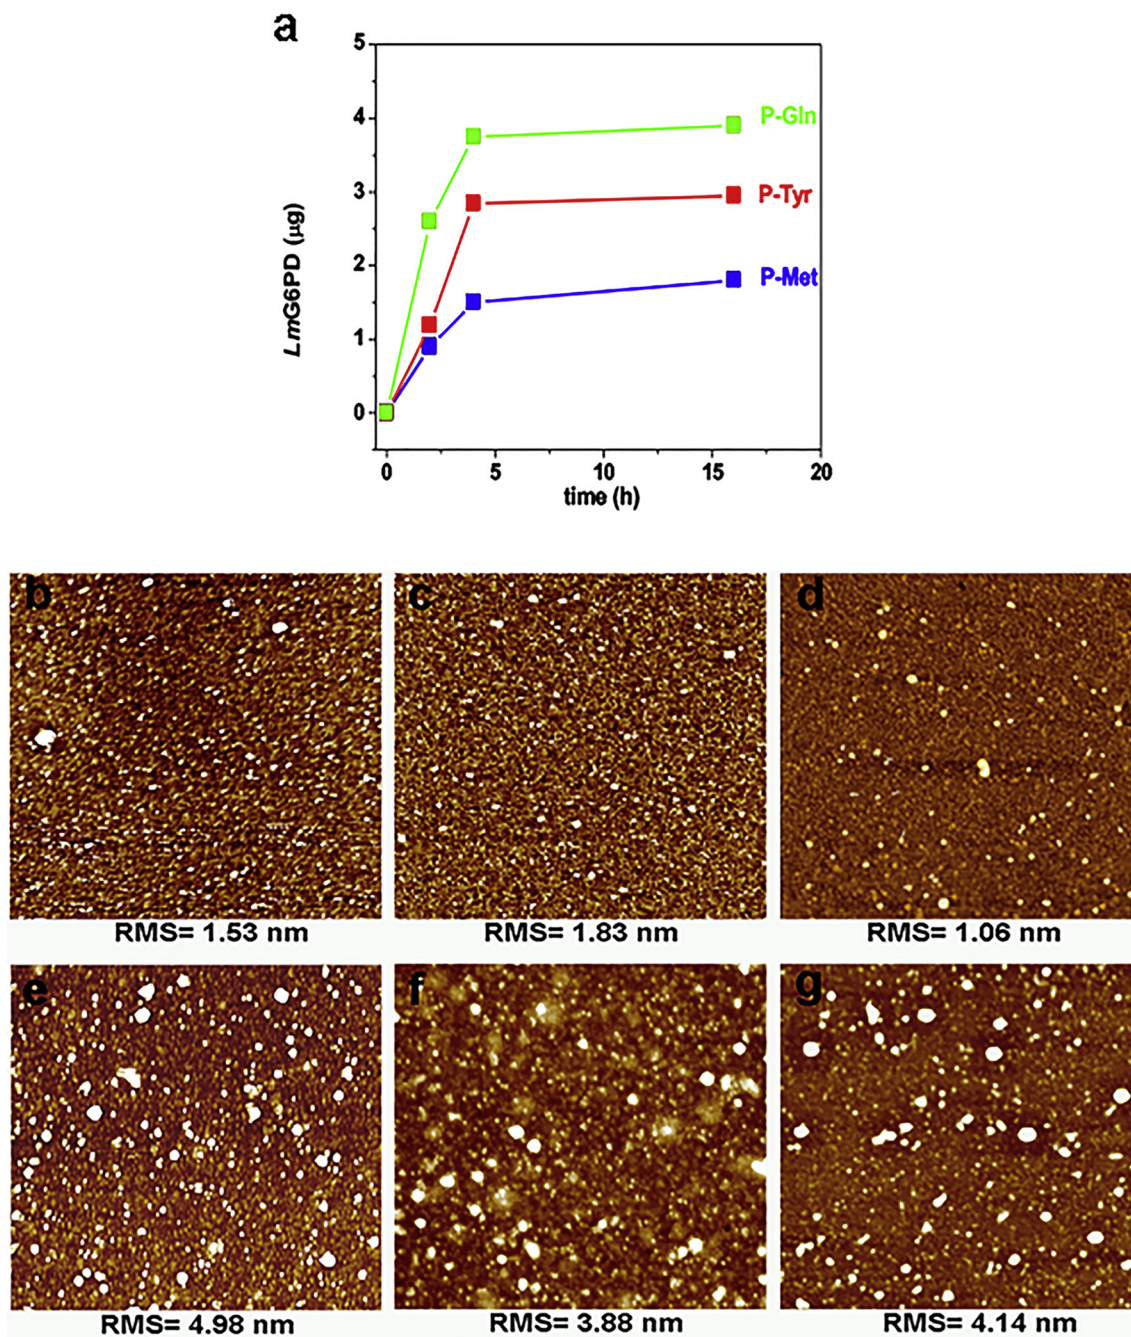 a
5
4
3
2
1
0
LmG6PD (μg)
P-Gln
P-Tyr
P-Met
0 5 10 15 20
time (h)
b c d
RMS= 1.53 nm RMS= 1.83 nm RMS= 1.06 nm
e f g
RMS= 4.98 nm RMS= 3.88 nm RMS= 4.14 nm